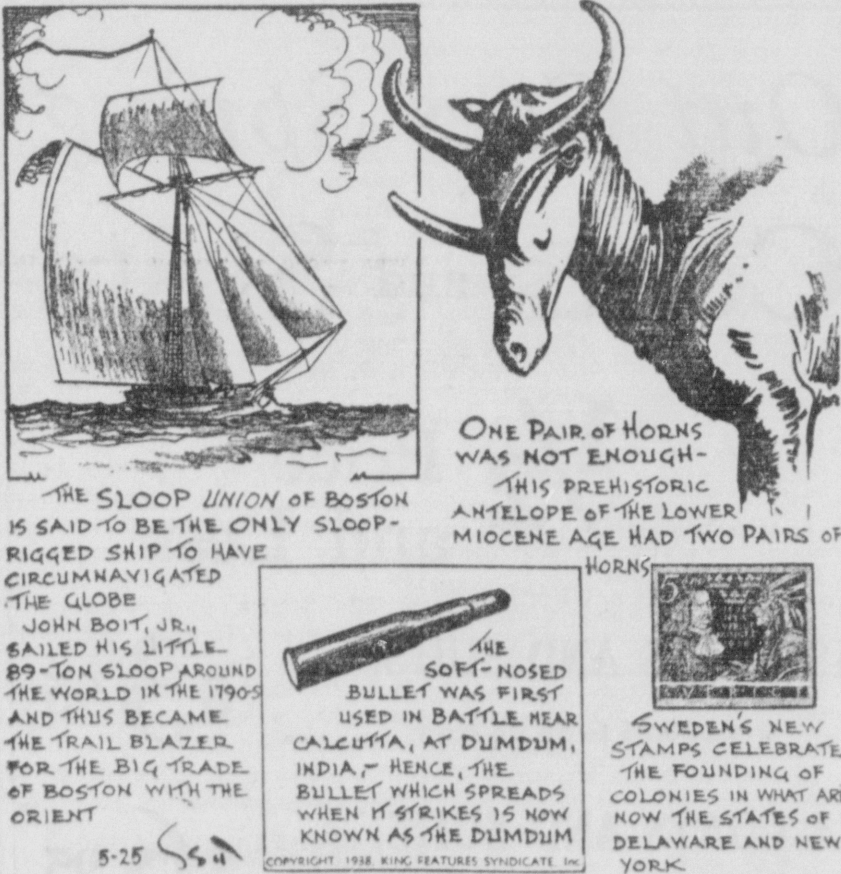 THE SLOOP UNION OF BOSTON
IS SAID TO BE THE ONLY SLOOP-
RIGGED SHIP TO HAVE
CIRCUMNAVIGATED
THE GLOBE
JOHN BOIT, JR.,
SAILED HIS LITTLE
89-TON SLOOP AROUND
THE WORLD IN THE 1790S
AND THUS BECAME
THE TRAIL BLAZER
FOR THE BIG TRADE
OF BOSTON WITH THE
ORIENT
5-25
ONE PAIR OF HORNS
WAS NOT ENOUGH-
THIS PREHISTORIC
ANTELOPE OF THE LOWER
MIOCENE AGE HAD TWO PAIRS OF
HORNS
THE
SOFT-NOSED
BULLET WAS FIRST
USED IN BATTLE NEAR
CALCUTTA, AT DUMDUM,
INDIA,- HENCE, THE
BULLET WHICH SPREADS
WHEN IT STRIKES IS NOW
KNOWN AS THE DUMDUM
COPYRIGHT, 1938, KING FEATURES SYNDICATE, Inc
SWEDEN'S NEW
STAMPS CELEBRATE
THE FOUNDING OF
COLONIES IN WHAT ARE
NOW THE STATES OF
DELAWARE AND NEW
YORK